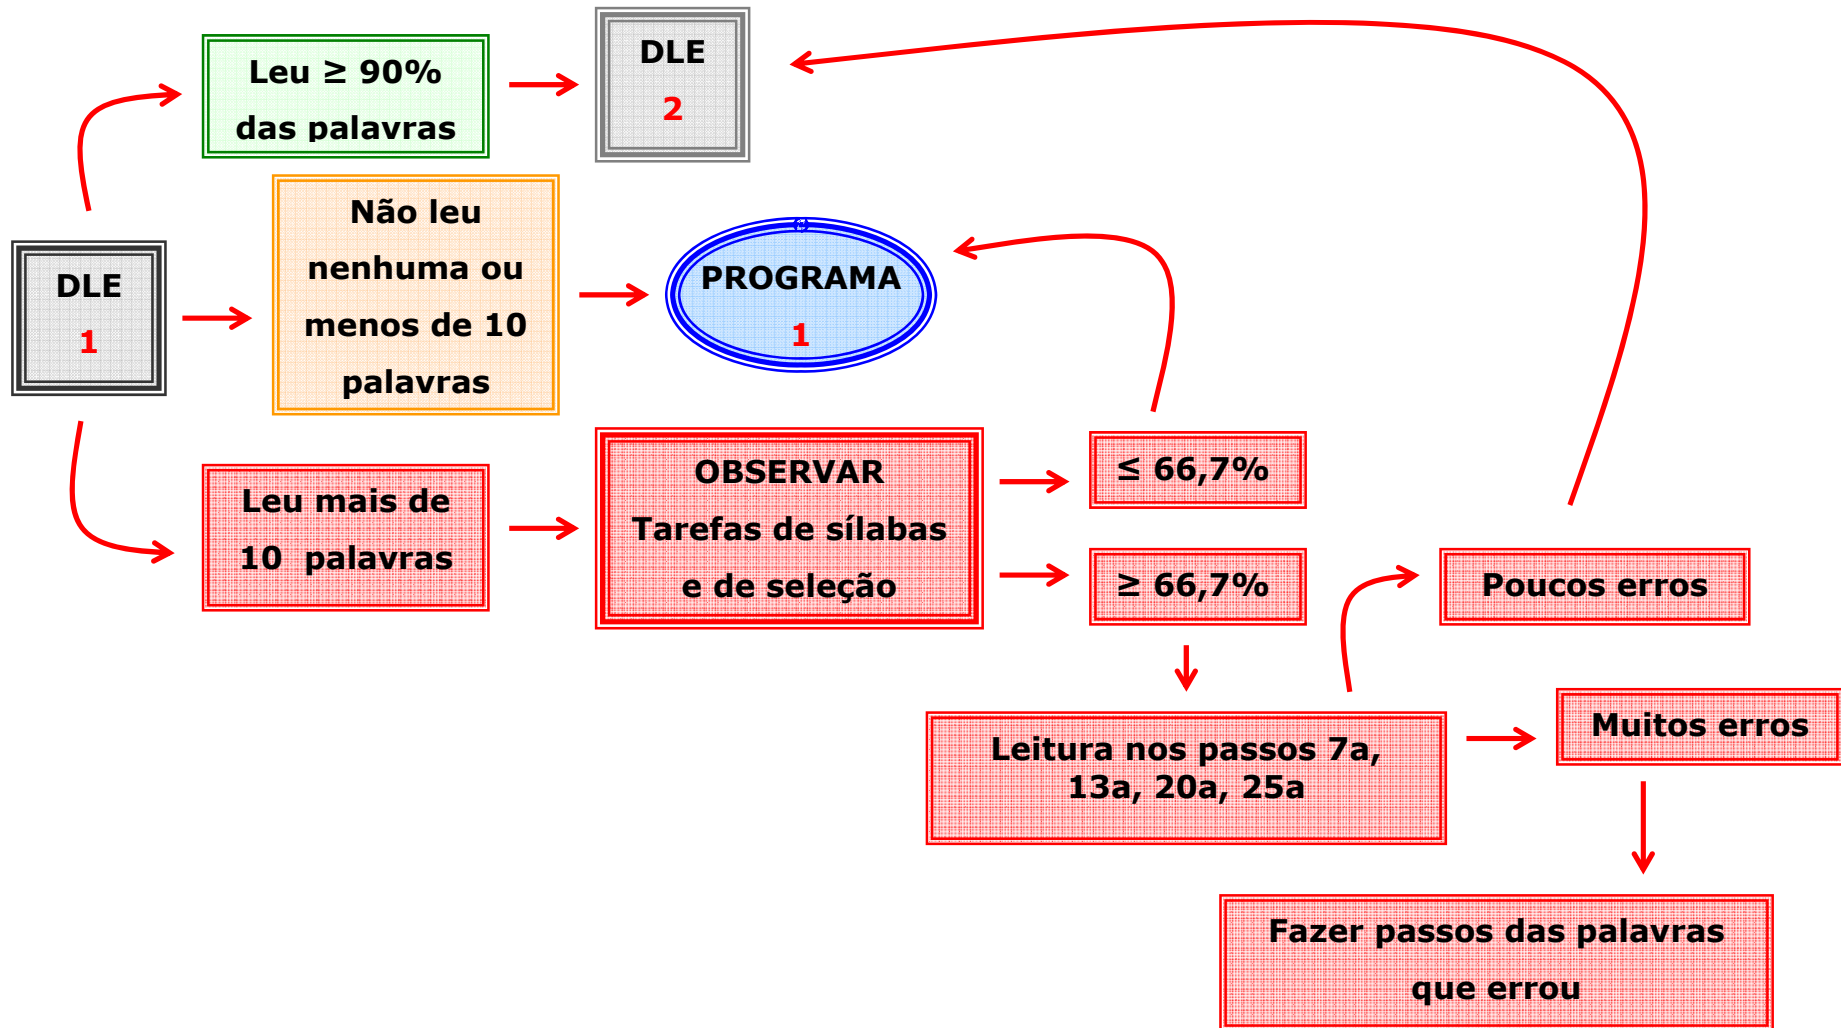 Leu ≥ 90%
das palavras
DLE
2
Não leu
nenhuma ou
menos de 10
palavras
DLE
1
PROGRAMA
1
Leu mais de
10 palavras
OBSERVAR
Tarefas de sílabas
e de seleção
≤ 66,7%
≥ 66,7%
Poucos erros
Leitura nos passos 7a,
13a, 20a, 25a
Muitos erros
Fazer passos das palavras
que errou